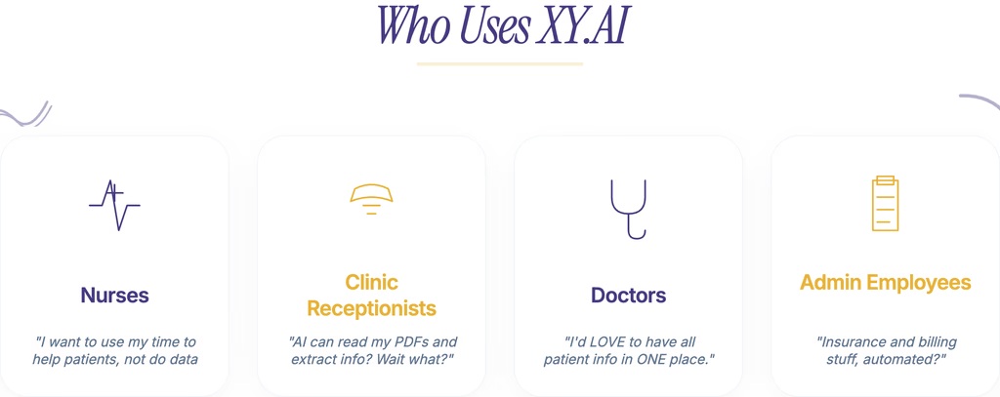 Who Uses XY.AI
Nurses
"I want to use my time to
help patients, not do data
Clinic
Receptionists
"AI can read my PDFs and
extract info? Wait what?"
Doctors
"I'd LOVE to have all
patient info in ONE place."
Admin Employees
"Insurance and billing
stuff, automated?"